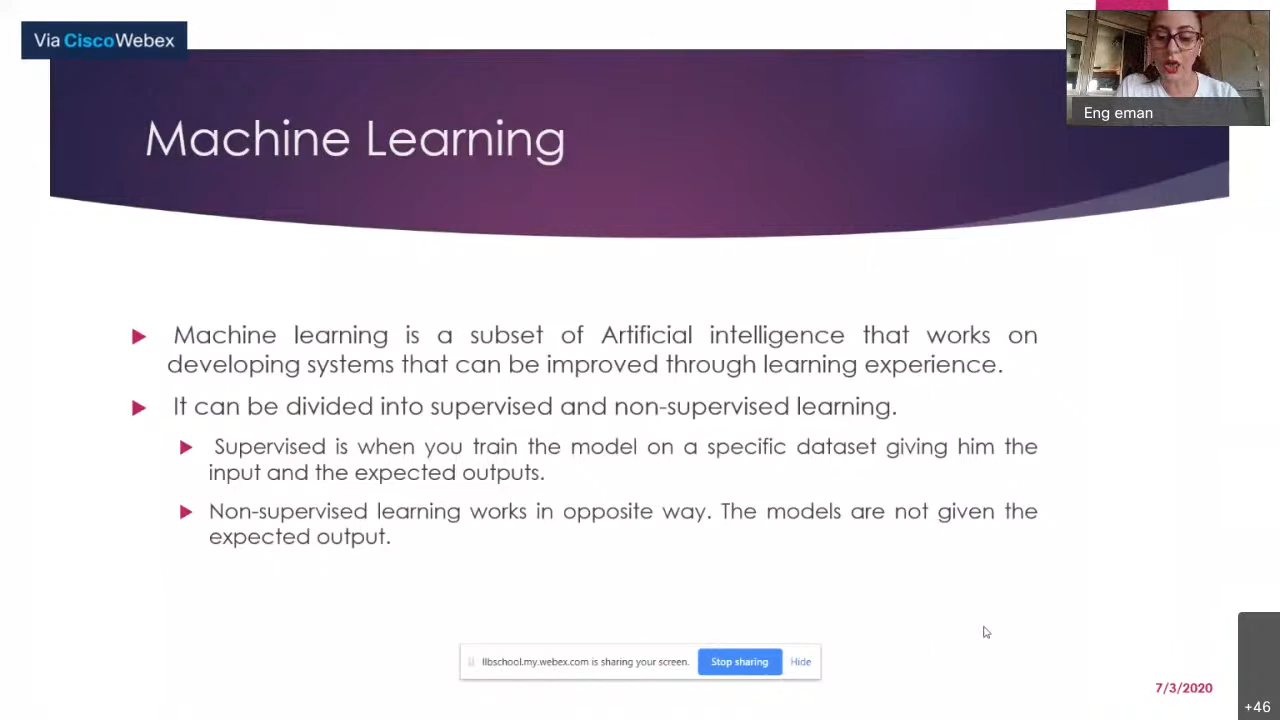 Via Cisco Webex
Eng eman
Machine Learning
Machine learning is a subset of Artificial intelligence that works on
developing systems that can be improved through learning experience.
It can be divided into supervised and non-supervised learning.
Supervised is when you train the model on a specific dataset giving him the
input and the expected outputs.
Non-supervised learning works in opposite way. The models are not given the
expected output.
llbschool.my.webex.com is sharing your screen. Stop sharing Hide
7/3/2020
+46